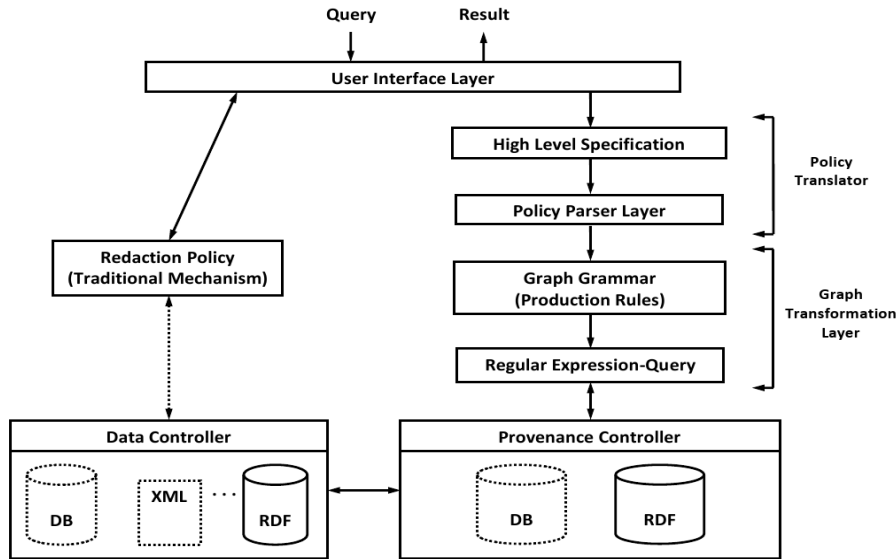 Query
Result
User Interface Layer
High Level Specification
Policy
Translator
Policy Parser Layer
Redaction Policy
(Traditional Mechanism)
Graph Grammar
(Production Rules)
Graph
Transformation
Layer
Regular Expression-Query
Data Controller
DB
XML
...
RDF
Provenance Controller
DB
RDF